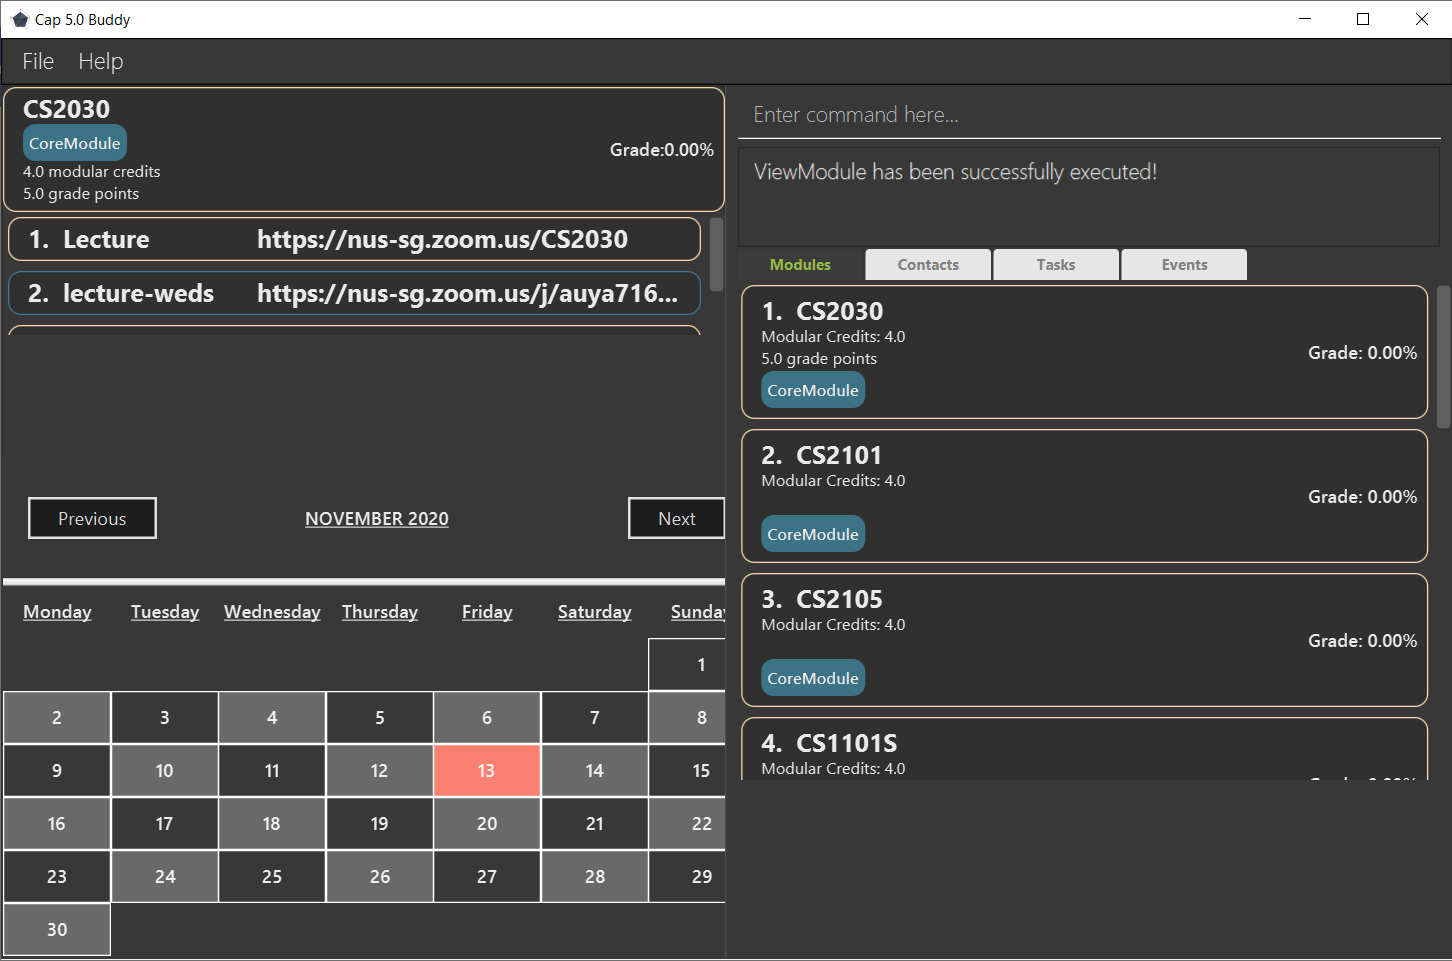 Cap 5.0 Buddy
File Help
CS2030
CoreModule
4.0 modular credits
5.0 grade points
Grade:0.00%
1. Lecture https://nus-sg.zoom.us/CS2030
2. lecture-weds https://nus-sg.zoom.us/j/auya716...
Previous NOVEMBER 2020 Next
Monday Tuesday Wednesday Thursday Friday Saturday Sunday
1
2 3 4 5 6 7 8
9 10 11 12 13 14 15
16 17 18 19 20 21 22
23 24 25 26 27 28 29
30
Enter command here...
ViewModule has been successfully executed!
Modules Contacts Tasks Events
1. CS2030
Modular Credits: 4.0
5.0 grade points
Grade: 0.00%
CoreModule
2. CS2101
Modular Credits: 4.0
Grade: 0.00%
CoreModule
3. CS2105
Modular Credits: 4.0
Grade: 0.00%
CoreModule
4. CS1101S
Modular Credits: 4.0